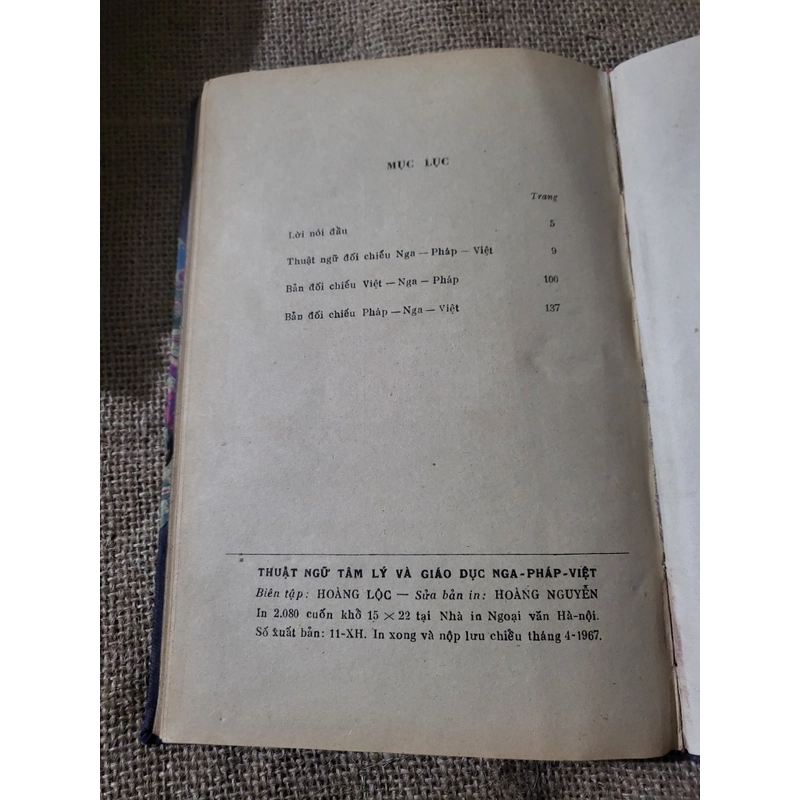 MỤC LỤC
Trang
Lời nói đầu 5
Thuật ngữ đối chiếu Nga — Pháp — Việt 9
Bản đối chiếu Việt — Nga — Pháp 106
Bản đối chiếu Pháp — Nga — Việt 137
THUẬT NGỮ TÂM LÝ VÀ GIÁO DỤC NGA-PHÁP-VIỆT
Biên tập: HOÀNG LỘC — Sửa bản in: HOÀNG NGUYỄN
In 2.080 cuốn khổ 15 × 22 tại Nhà in Ngoại văn Hà-nội.
Số xuất bản: 11-XH. In xong và nộp lưu chiểu tháng 4-1967.